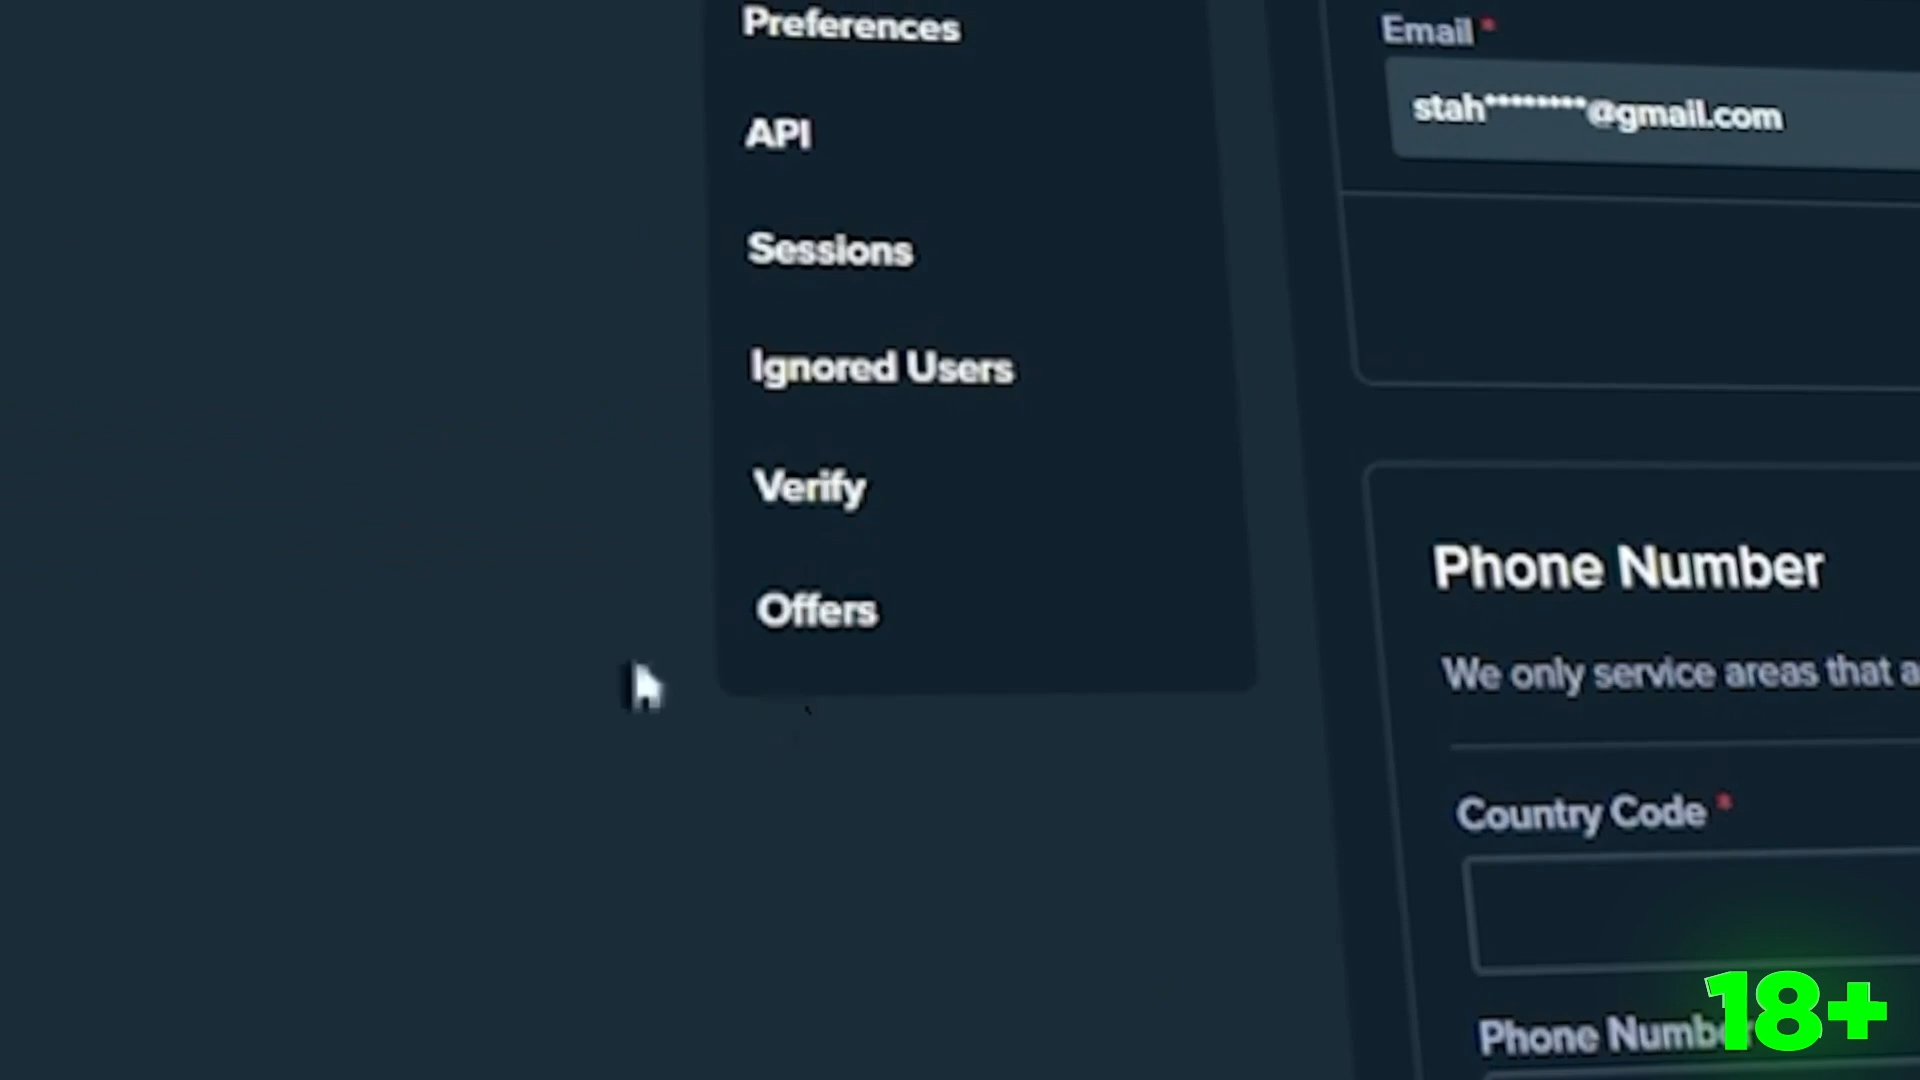 Preferences
API
Sessions
Ignored Users
Verify
Offers
Email *
stah********@gmail.com
Phone Number
We only service areas that a
Country Code *
Phone Number
18+